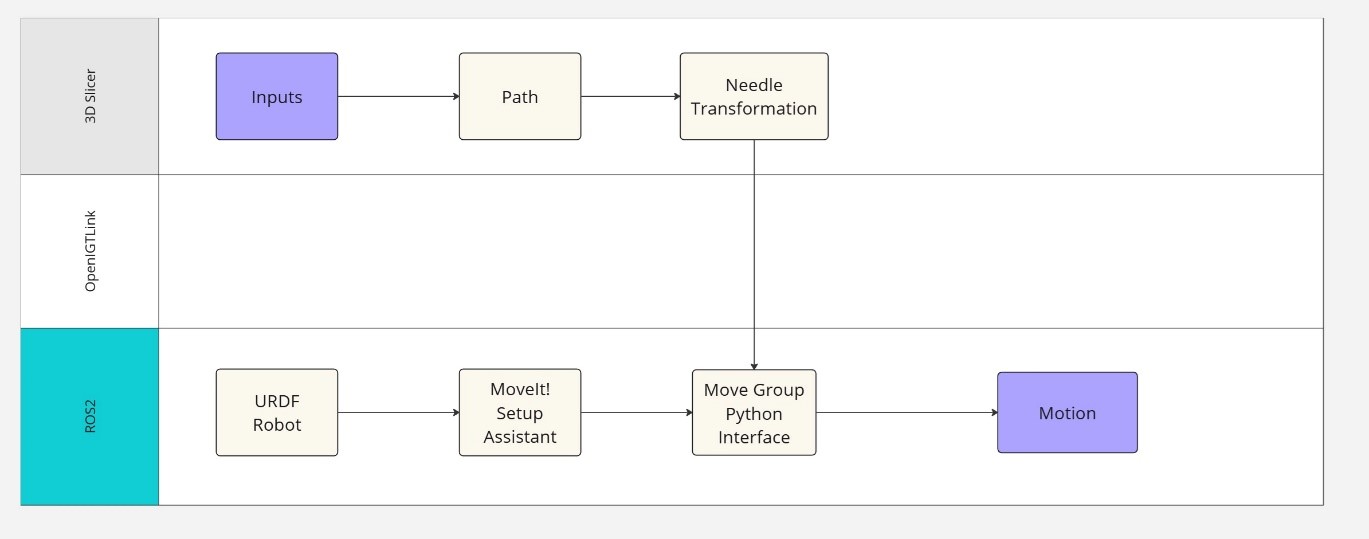 3D Slicer
Inputs
Path
Needle
Transformation
OpenIGTLink
ROS2
URDF
Robot
MoveIt!
Setup
Assistant
Move Group
Python
Interface
Motion